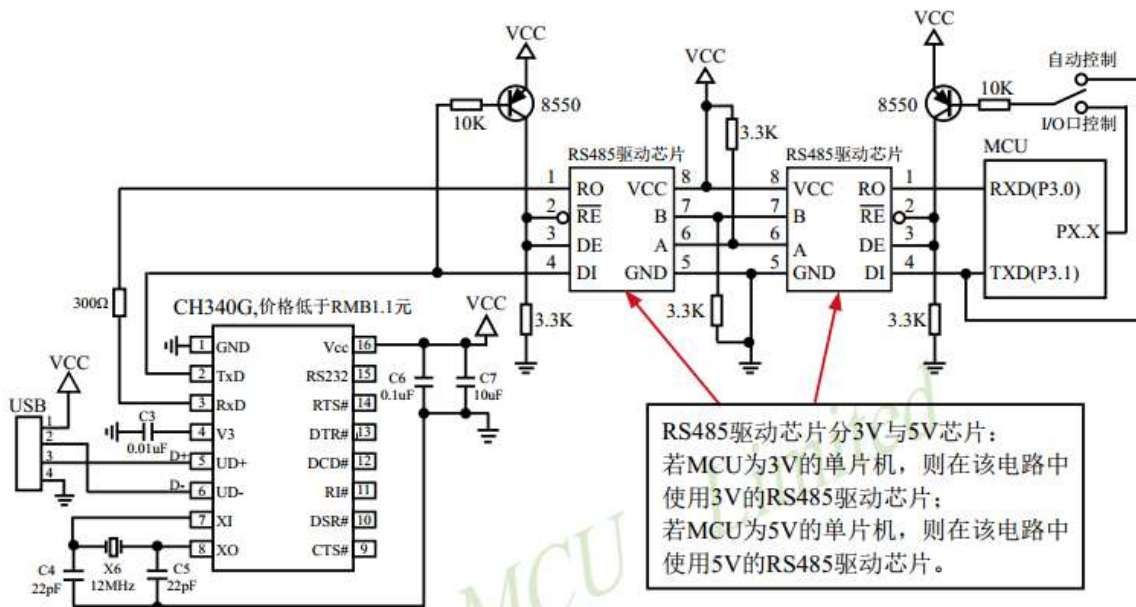 VCC
VCC
VCC
自动控制
10K
8550
8550
10K
I/O口控制
3.3K
MCU
RS485驱动芯片
RS485驱动芯片
1 RO VCC 8
8 VCC RO 1
RXD(P3.0)
2 RE B 7
7 B RE 2
PX.X
3 DE A 6
6 A DE 3
4 DI GND 5
5 GND DI 4
TXD(P3.1)
300Ω
CH340G,价格低于RMB1.1元
VCC
3.3K
3.3K
3.3K
1 GND Vcc 16
VCC
2 TxD RS232 15
C6
0.1uF
C7
10uF
USB
3 RxD RTS# 14
C3
0.01uF
4 V3 DTR# 13
1
2
3
4
D+
5 UD+ DCD# 12
D-
6 UD- RI# 11
7 XI DSR# 10
8 XO CTS# 9
C4
22pF
X6
12MHz
C5
22pF
RS485驱动芯片分3V与5V芯片：
若MCU为3V的单片机，则在该电路中
使用3V的RS485驱动芯片；
若MCU为5V的单片机，则在该电路中
使用5V的RS485驱动芯片。
MCU Limited